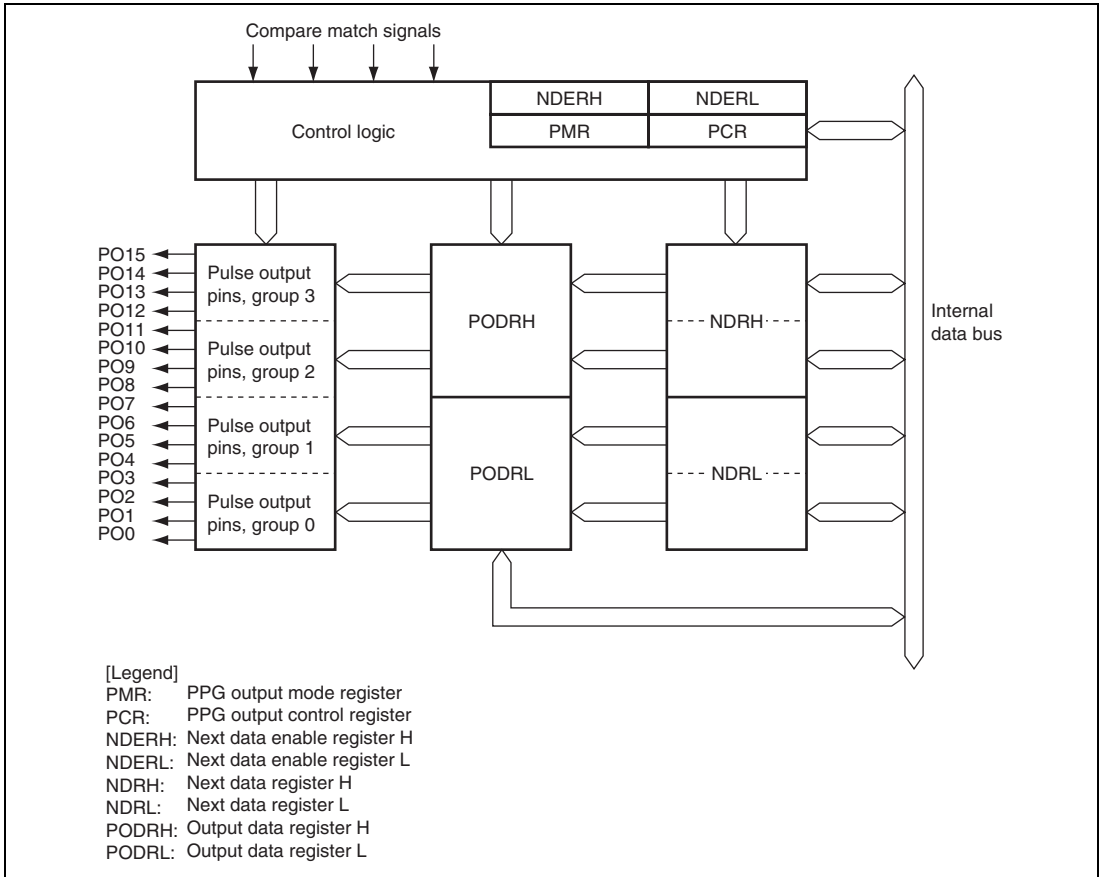 Compare match signals
NDERH NDERL
Control logic PMR PCR
PO15
PO14
PO13
PO12
PO11
PO10
PO9
PO8
PO7
PO6
PO5
PO4
PO3
PO2
PO1
PO0
Pulse output
pins, group 3
Pulse output
pins, group 2
Pulse output
pins, group 1
Pulse output
pins, group 0
PODRH
PODRL
NDRH
NDRL
Internal
data bus
[Legend]
PMR: PPG output mode register
PCR: PPG output control register
NDERH: Next data enable register H
NDERL: Next data enable register L
NDRH: Next data register H
NDRL: Next data register L
PODRH: Output data register H
PODRL: Output data register L